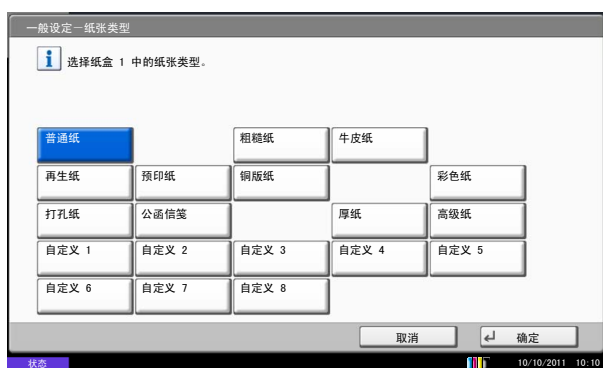 一般设定－纸张类型
选择纸盒 1 中的纸张类型。
普通纸 粗糙纸 牛皮纸
再生纸 预印纸 铜版纸 彩色纸
打孔纸 公函信笺 厚纸 高级纸
自定义 1 自定义 2 自定义 3 自定义 4 自定义 5
自定义 6 自定义 7 自定义 8
取消 确定
状态 10/10/2011 10:10